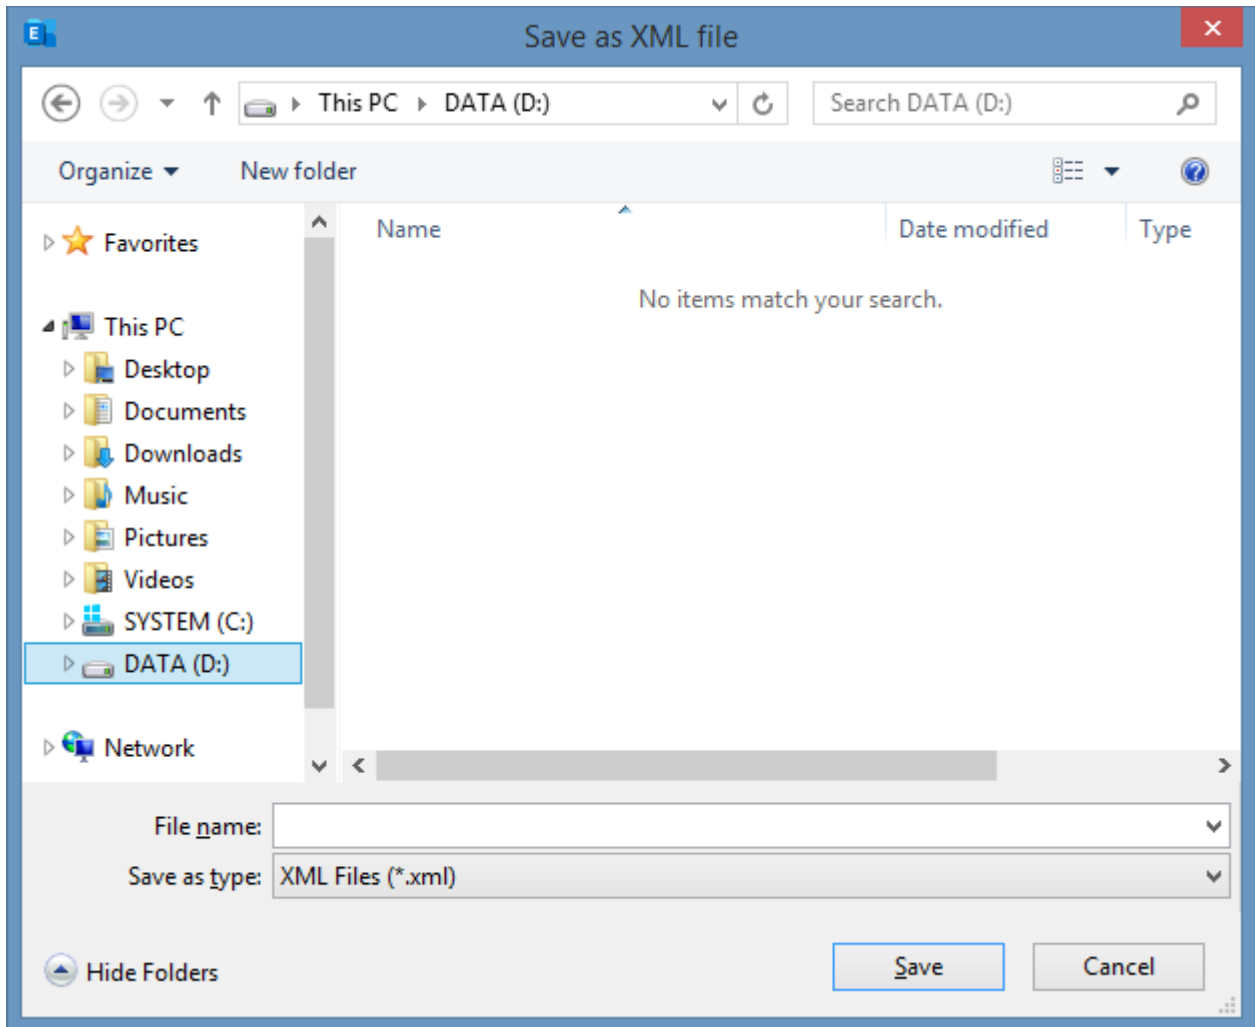 E
Save as XML file
This PC DATA (D:)
Search DATA (D:)
Organize
New folder
Name
Date modified
Type
No items match your search.
Favorites
This PC
Desktop
Documents
Downloads
Music
Pictures
Videos
SYSTEM (C:)
DATA (D:)
Network
File name:
Save as type: XML Files (*.xml)
Hide Folders
Save
Cancel